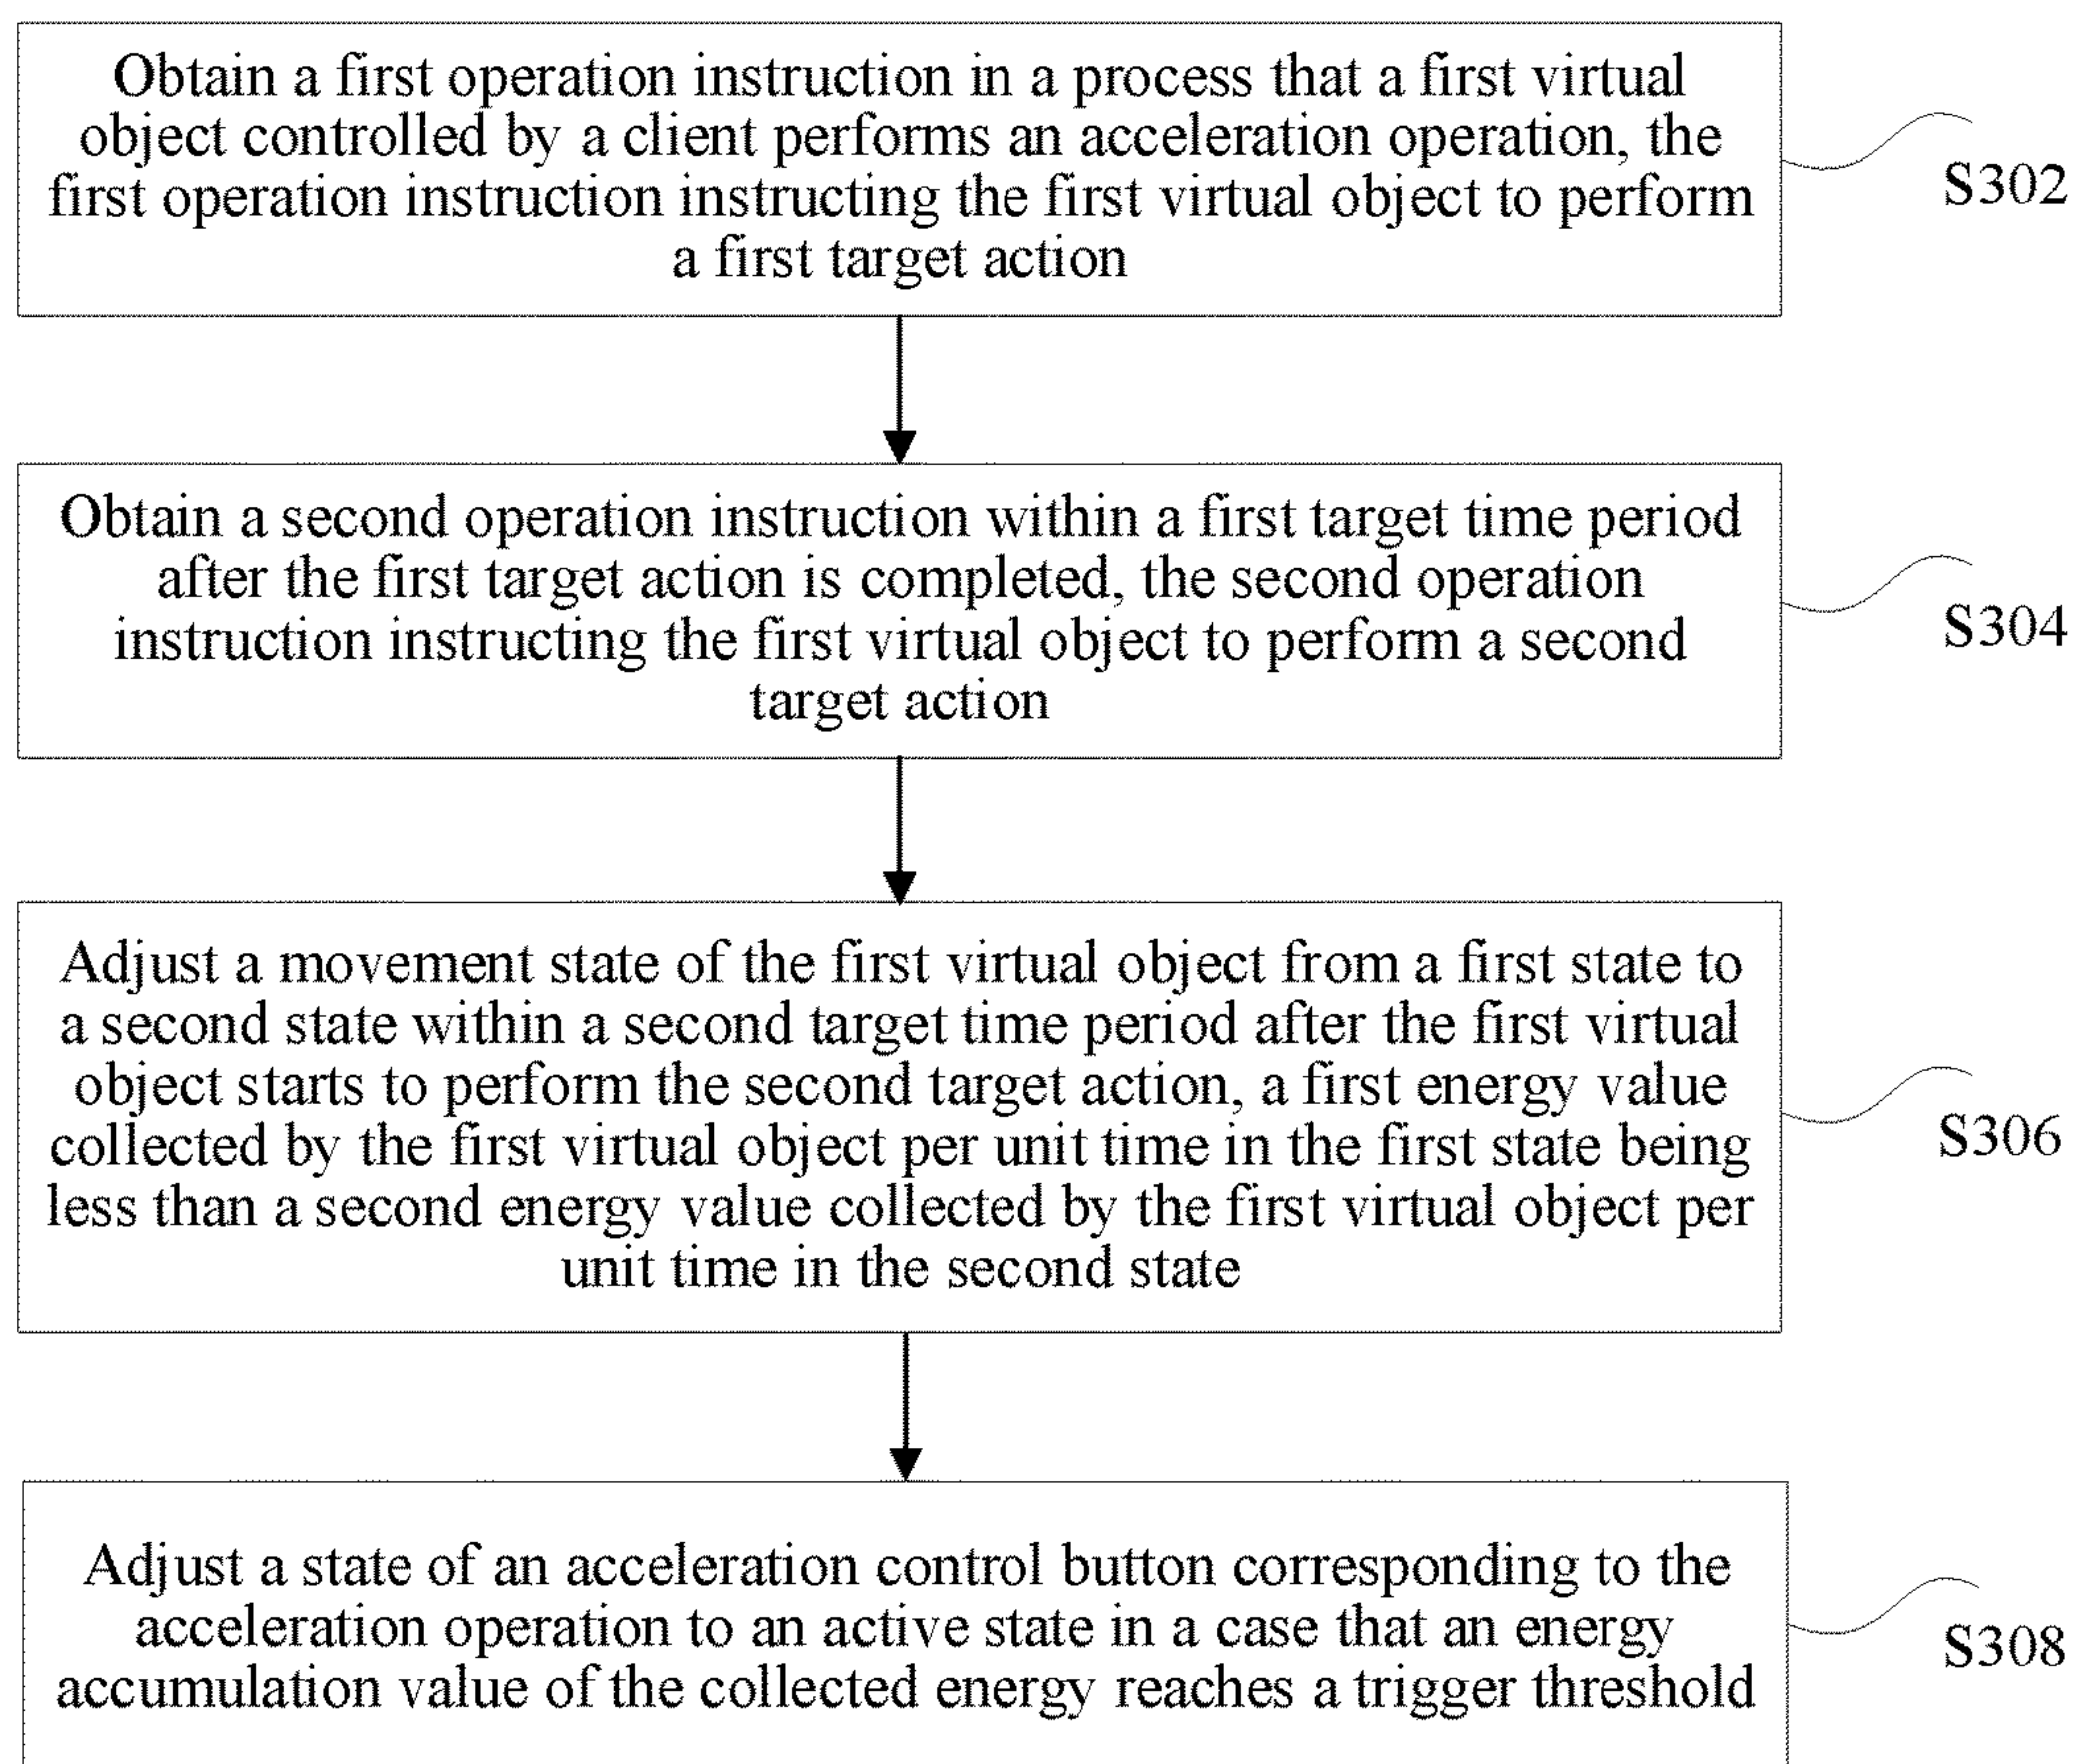 Obtain a first operation instruction in a process that a first virtual
object controlled by a client performs an acceleration operation, the
first operation instruction instructing the first virtual object to perform
a first target action
S302
Obtain a second operation instruction within a first target time period
after the first target action is completed, the second operation
instruction instructing the first virtual object to perform a second
target action
S304
Adjust a movement state of the first virtual object from a first state to
a second state within a second target time period after the first virtual
object starts to perform the second target action, a first energy value
collected by the first virtual object per unit time in the first state being
less than a second energy value collected by the first virtual object per
unit time in the second state
S306
Adjust a state of an acceleration control button corresponding to the
acceleration operation to an active state in a case that an energy
accumulation value of the collected energy reaches a trigger threshold
S308